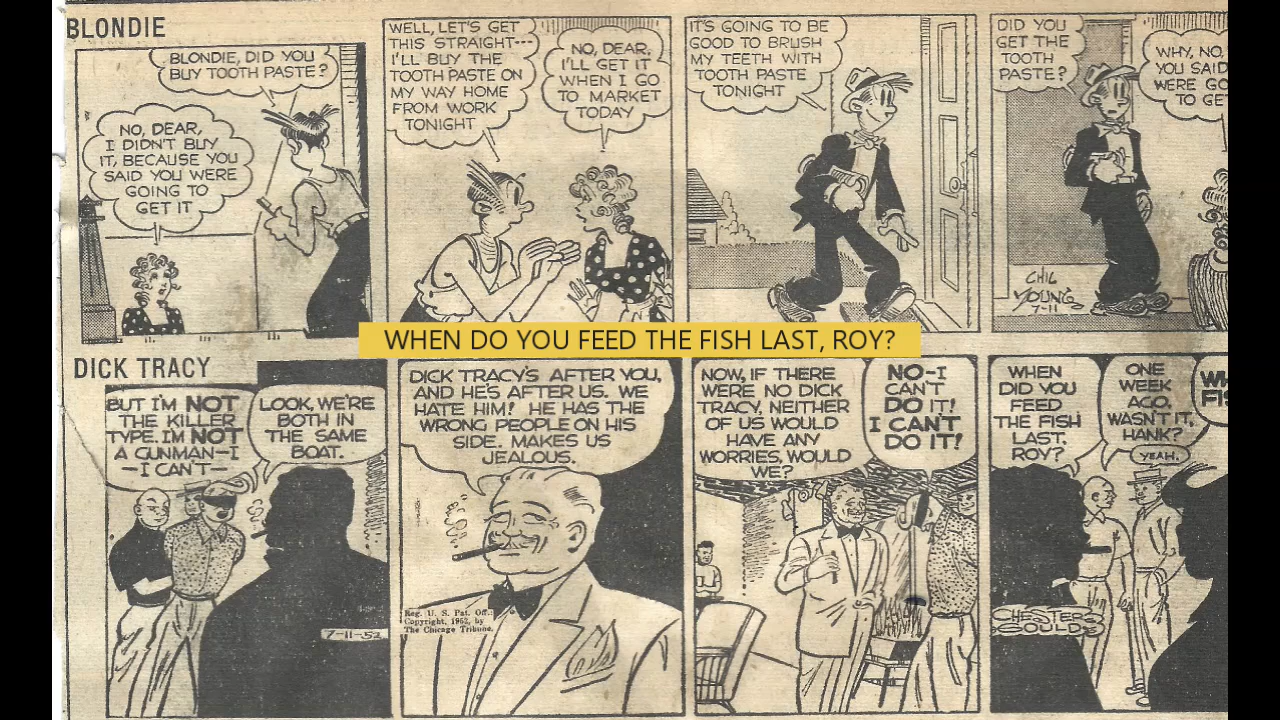 BLONDIE
BLONDIE, DID YOU
BUY TOOTH PASTE?
NO, DEAR,
I DIDN'T BUY
IT, BECAUSE YOU
SAID YOU WERE
GOING TO
GET IT
WELL, LET'S GET
THIS STRAIGHT---
I'LL BUY THE
TOOTH PASTE ON
MY WAY HOME
FROM WORK
TONIGHT
NO, DEAR,
I'LL GET IT
WHEN I GO
TO MARKET
TODAY
IT'S GOING TO BE
GOOD TO BRUSH
MY TEETH WITH
TOOTH PASTE
TONIGHT
DID YOU
GET THE
TOOTH
PASTE?
WHY, NO,
YOU SAID
WERE GO
TO GET
CHIC
YOUNG
7-11
WHEN DO YOU FEED THE FISH LAST, ROY?
DICK TRACY
BUT I'M NOT
THE KILLER
TYPE. I'M NOT
A GUNMAN-I
-I CAN'T-
LOOK, WE'RE
BOTH IN
THE SAME
BOAT.
7-11-52
DICK TRACY'S AFTER YOU,
AND HE'S AFTER US. WE
HATE HIM! HE HAS THE
WRONG PEOPLE ON HIS
SIDE. MAKES US
JEALOUS.
Reg. U. S. Pat. Off.:
Copyright, 1952, by
The Chicago Tribune.
NOW, IF THERE
WERE NO DICK
TRACY, NEITHER
OF US WOULD
HAVE ANY
WORRIES, WOULD
WE?
NO-I
CAN'T
DO IT!
I CAN'T
DO IT!
WHEN
DID YOU
FEED
THE FISH
LAST,
ROY?
ONE
WEEK
AGO,
WASN'T IT,
HANK?
YEAH.
WH
FIS
CHESTER
GOULD